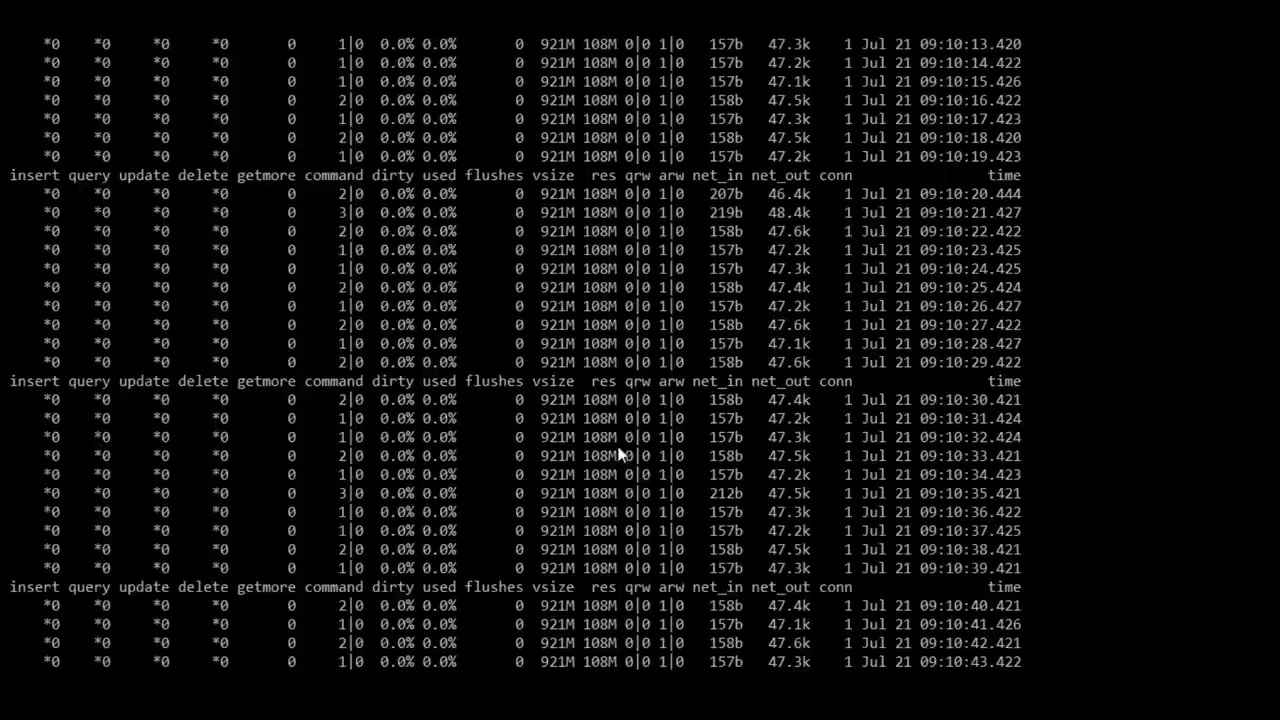 *0 *0 *0 *0 0 1|0 0.0% 0.0% 0 921M 108M 0|0 1|0 157b 47.3k 1 Jul 21 09:10:13.420
*0 *0 *0 *0 0 1|0 0.0% 0.0% 0 921M 108M 0|0 1|0 157b 47.2k 1 Jul 21 09:10:14.422
*0 *0 *0 *0 0 1|0 0.0% 0.0% 0 921M 108M 0|0 1|0 157b 47.1k 1 Jul 21 09:10:15.426
*0 *0 *0 *0 0 2|0 0.0% 0.0% 0 921M 108M 0|0 1|0 158b 47.5k 1 Jul 21 09:10:16.422
*0 *0 *0 *0 0 1|0 0.0% 0.0% 0 921M 108M 0|0 1|0 157b 47.3k 1 Jul 21 09:10:17.423
*0 *0 *0 *0 0 2|0 0.0% 0.0% 0 921M 108M 0|0 1|0 158b 47.5k 1 Jul 21 09:10:18.420
*0 *0 *0 *0 0 1|0 0.0% 0.0% 0 921M 108M 0|0 1|0 157b 47.2k 1 Jul 21 09:10:19.423
insert query update delete getmore command dirty used flushes vsize res qrw arw net_in net_out conn time
*0 *0 *0 *0 0 2|0 0.0% 0.0% 0 921M 108M 0|0 1|0 207b 46.4k 1 Jul 21 09:10:20.444
*0 *0 *0 *0 0 3|0 0.0% 0.0% 0 921M 108M 0|0 1|0 219b 48.4k 1 Jul 21 09:10:21.427
*0 *0 *0 *0 0 2|0 0.0% 0.0% 0 921M 108M 0|0 1|0 158b 47.6k 1 Jul 21 09:10:22.422
*0 *0 *0 *0 0 1|0 0.0% 0.0% 0 921M 108M 0|0 1|0 157b 47.2k 1 Jul 21 09:10:23.425
*0 *0 *0 *0 0 1|0 0.0% 0.0% 0 921M 108M 0|0 1|0 157b 47.3k 1 Jul 21 09:10:24.425
*0 *0 *0 *0 0 2|0 0.0% 0.0% 0 921M 108M 0|0 1|0 158b 47.4k 1 Jul 21 09:10:25.424
*0 *0 *0 *0 0 1|0 0.0% 0.0% 0 921M 108M 0|0 1|0 157b 47.2k 1 Jul 21 09:10:26.427
*0 *0 *0 *0 0 2|0 0.0% 0.0% 0 921M 108M 0|0 1|0 158b 47.6k 1 Jul 21 09:10:27.422
*0 *0 *0 *0 0 1|0 0.0% 0.0% 0 921M 108M 0|0 1|0 157b 47.1k 1 Jul 21 09:10:28.427
*0 *0 *0 *0 0 2|0 0.0% 0.0% 0 921M 108M 0|0 1|0 158b 47.6k 1 Jul 21 09:10:29.422
insert query update delete getmore command dirty used flushes vsize res qrw arw net_in net_out conn time
*0 *0 *0 *0 0 2|0 0.0% 0.0% 0 921M 108M 0|0 1|0 158b 47.4k 1 Jul 21 09:10:30.421
*0 *0 *0 *0 0 1|0 0.0% 0.0% 0 921M 108M 0|0 1|0 157b 47.2k 1 Jul 21 09:10:31.424
*0 *0 *0 *0 0 1|0 0.0% 0.0% 0 921M 108M 0|0 1|0 157b 47.3k 1 Jul 21 09:10:32.424
*0 *0 *0 *0 0 2|0 0.0% 0.0% 0 921M 108M 0|0 1|0 158b 47.5k 1 Jul 21 09:10:33.421
*0 *0 *0 *0 0 1|0 0.0% 0.0% 0 921M 108M 0|0 1|0 157b 47.2k 1 Jul 21 09:10:34.423
*0 *0 *0 *0 0 3|0 0.0% 0.0% 0 921M 108M 0|0 1|0 212b 47.5k 1 Jul 21 09:10:35.421
*0 *0 *0 *0 0 1|0 0.0% 0.0% 0 921M 108M 0|0 1|0 157b 47.3k 1 Jul 21 09:10:36.422
*0 *0 *0 *0 0 1|0 0.0% 0.0% 0 921M 108M 0|0 1|0 157b 47.2k 1 Jul 21 09:10:37.425
*0 *0 *0 *0 0 2|0 0.0% 0.0% 0 921M 108M 0|0 1|0 158b 47.5k 1 Jul 21 09:10:38.421
*0 *0 *0 *0 0 1|0 0.0% 0.0% 0 921M 108M 0|0 1|0 157b 47.3k 1 Jul 21 09:10:39.421
insert query update delete getmore command dirty used flushes vsize res qrw arw net_in net_out conn time
*0 *0 *0 *0 0 2|0 0.0% 0.0% 0 921M 108M 0|0 1|0 158b 47.4k 1 Jul 21 09:10:40.421
*0 *0 *0 *0 0 1|0 0.0% 0.0% 0 921M 108M 0|0 1|0 157b 47.1k 1 Jul 21 09:10:41.426
*0 *0 *0 *0 0 2|0 0.0% 0.0% 0 921M 108M 0|0 1|0 158b 47.6k 1 Jul 21 09:10:42.421
*0 *0 *0 *0 0 1|0 0.0% 0.0% 0 921M 108M 0|0 1|0 157b 47.3k 1 Jul 21 09:10:43.422